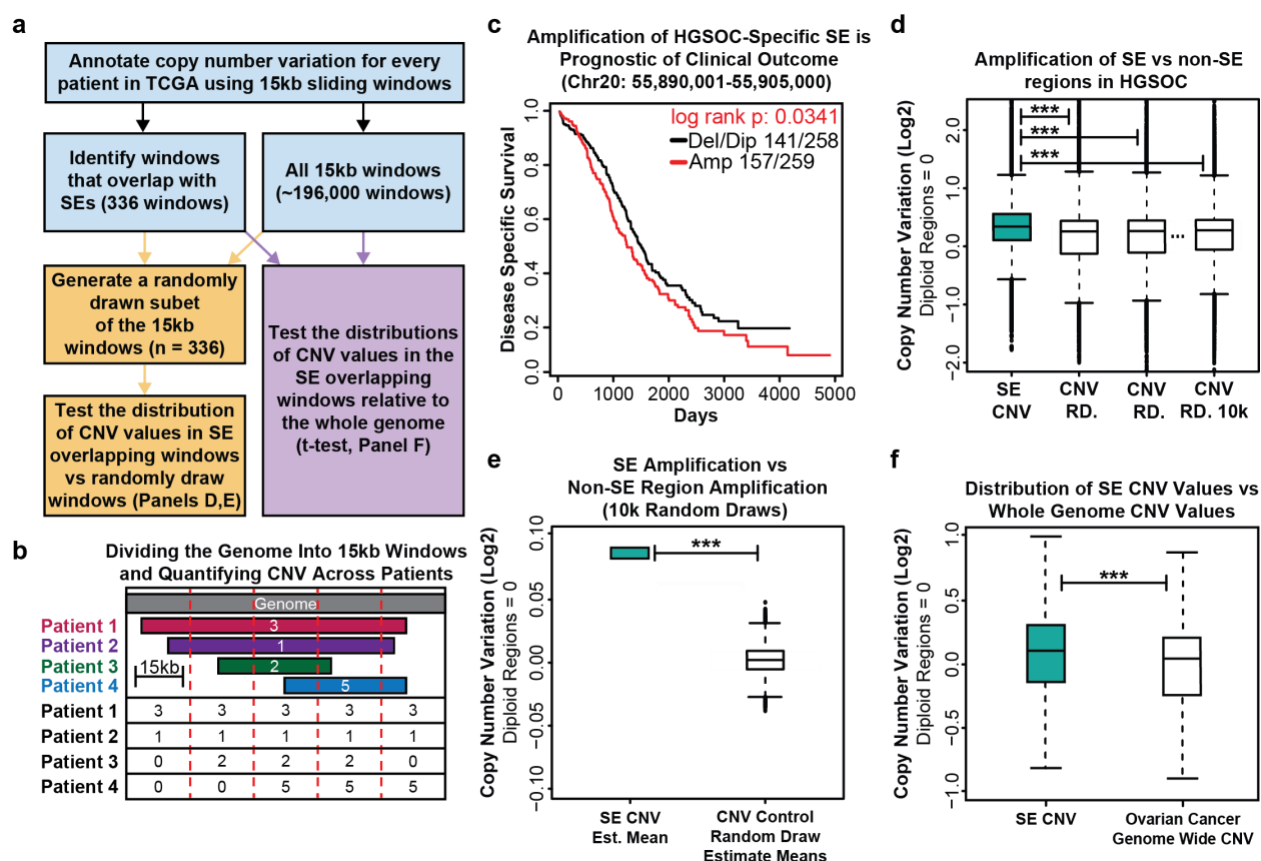 a
Annotate copy number variation for every
patient in TCGA using 15kb sliding windows
Identify windows
that overlap with
SEs (336 windows)
All 15kb windows
(~196,000 windows)
Generate a randomly
drawn subet
of the 15kb
windows (n = 336)
Test the distributions
of CNV values in the
SE overlapping
windows relative to
the whole genome
(t-test, Panel F)
Test the distribution
of CNV values in SE
overlapping windows
vs randomly draw
windows (Panels D,E)
b
Dividing the Genome Into 15kb Windows
and Quantifying CNV Across Patients
Genome
Patient 1 3
Patient 2 1
Patient 3 2
15kb
Patient 4 5
Patient 1 3 3 3 3 3
Patient 2 1 1 1 1 1
Patient 3 0 2 2 2 0
Patient 4 0 0 5 5 5
c
Amplification of HGSOC-Specific SE is
Prognostic of Clinical Outcome
(Chr20: 55,890,001-55,905,000)
log rank p: 0.0341
Del/Dip 141/258
Amp 157/259
Disease Specific Survival
1.0
0.8
0.6
0.4
0.2
0.0
0 1000 2000 3000 4000 5000
Days
d
Amplification of SE vs non-SE
regions in HGSOC
Copy Number Variation (Log2)
Diploid Regions = 0
2.0
1.0
0.0
−1.0
−2.0
***
***
***
...
SE CNV CNV CNV
CNV RD. RD. RD. 10k
e
SE Amplification vs
Non-SE Region Amplification
(10k Random Draws)
Copy Number Variation (Log2)
Diploid Regions = 0
0.10
0.05
0.00
−0.05
−0.10
***
SE CNV
Est. Mean
CNV Control
Random Draw
Estimate Means
f
Distribution of SE CNV Values vs
Whole Genome CNV Values
Copy Number Variation (Log2)
Diploid Regions = 0
1.0
0.5
0.0
−0.5
−1.0
***
SE CNV
Ovarian Cancer
Genome Wide CNV